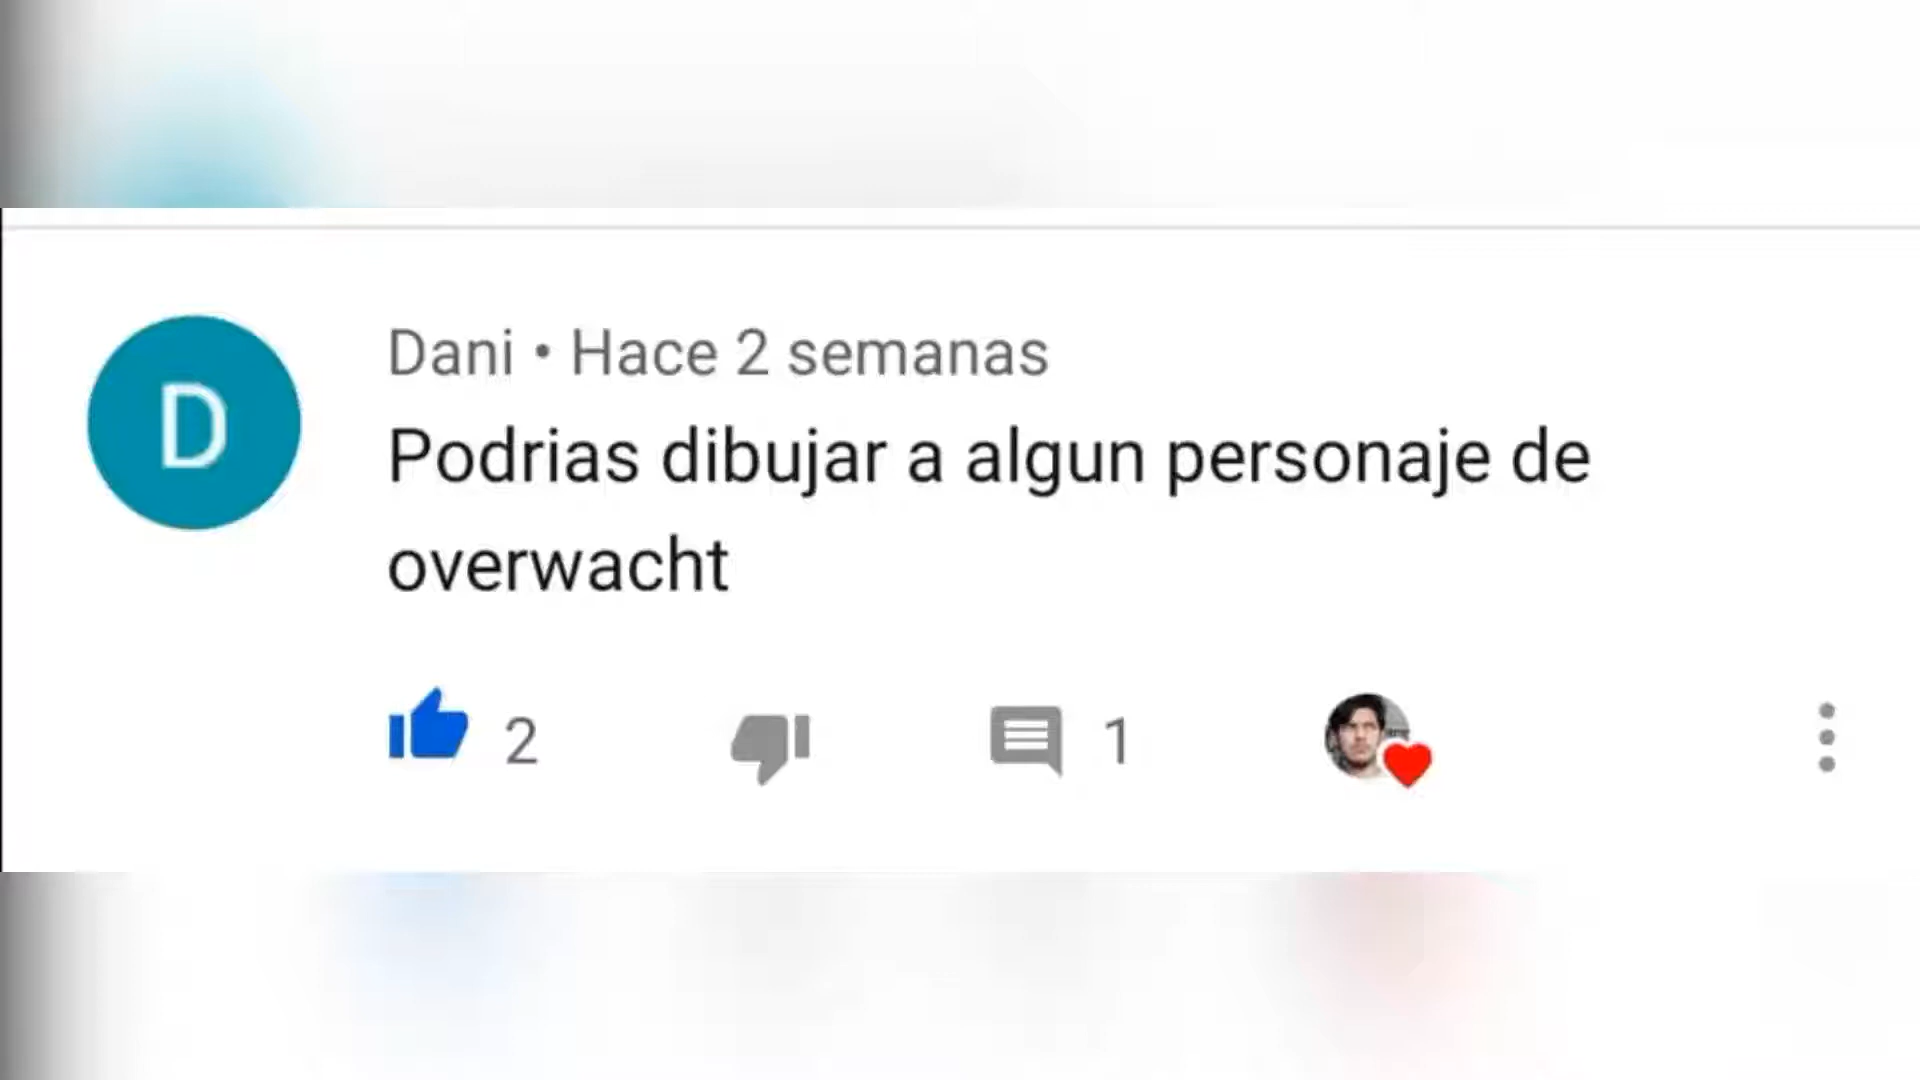 D
Dani • Hace 2 semanas
Podrias dibujar a algun personaje de
overwacht
2
1